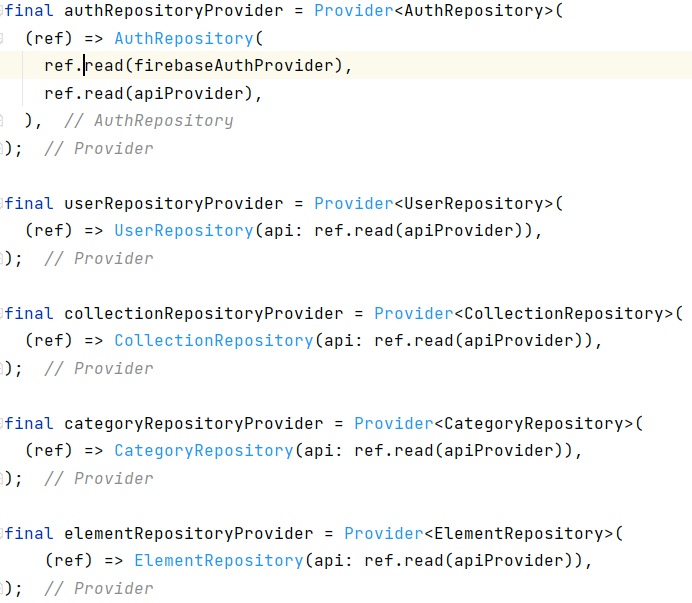 final authRepositoryProvider = Provider<AuthRepository>(
  (ref) => AuthRepository(
    ref.read(firebaseAuthProvider),
    ref.read(apiProvider),
  ),  // AuthRepository
);  // Provider

final userRepositoryProvider = Provider<UserRepository>(
  (ref) => UserRepository(api: ref.read(apiProvider)),
);  // Provider

final collectionRepositoryProvider = Provider<CollectionRepository>(
  (ref) => CollectionRepository(api: ref.read(apiProvider)),
);  // Provider

final categoryRepositoryProvider = Provider<CategoryRepository>(
  (ref) => CategoryRepository(api: ref.read(apiProvider)),
);  // Provider

final elementRepositoryProvider = Provider<ElementRepository>(
    (ref) => ElementRepository(api: ref.read(apiProvider)),
);  // Provider